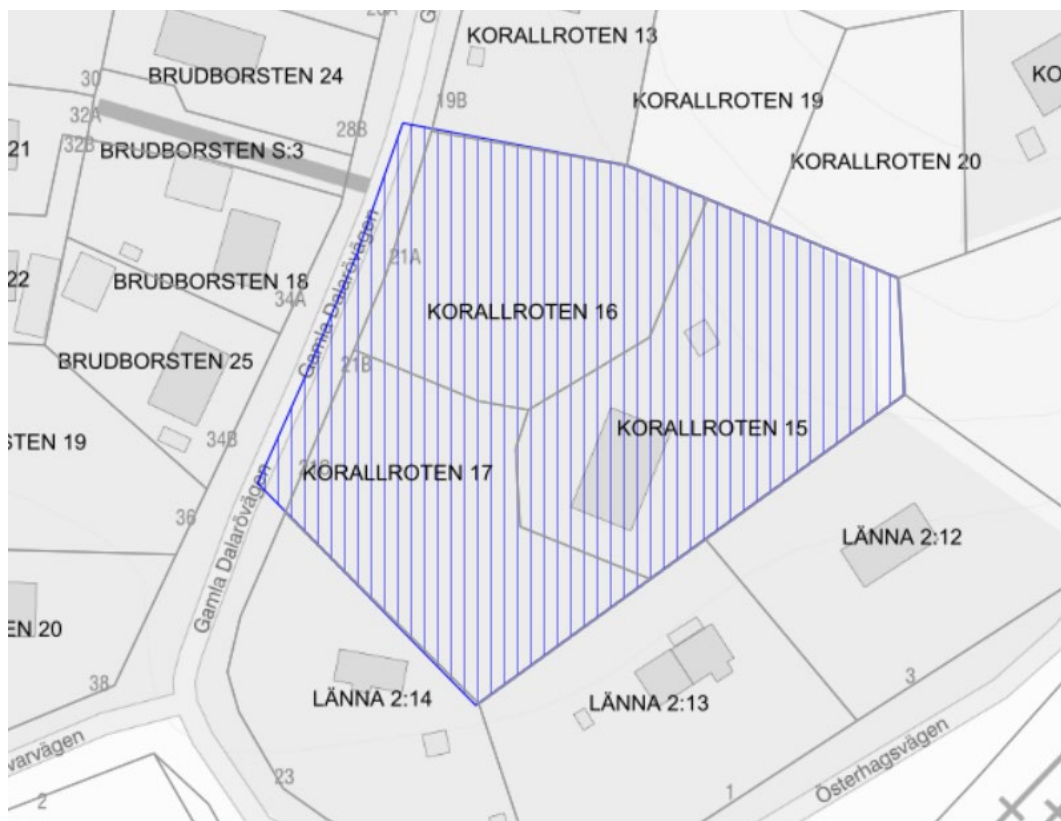 23A
KORALLROTEN 13
BRUDBORSTEN 24
KO
30
19B
KORALLROTEN 19
32A
28B
21
32B
BRUDBORSTEN S:3
KORALLROTEN 20
Gamla Dalarövägen
21A
22
BRUDBORSTEN 18
34A
KORALLROTEN 16
21B
BRUDBORSTEN 25
KORALLROTEN 15
STEN 19
34B
KORALLROTEN 17
36
Gamla Dalarövägen
LÄNNA 2:12
EN 20
38
LÄNNA 2:14
LÄNNA 2:13
3
varvägen
Österhagsvägen
23
2
1